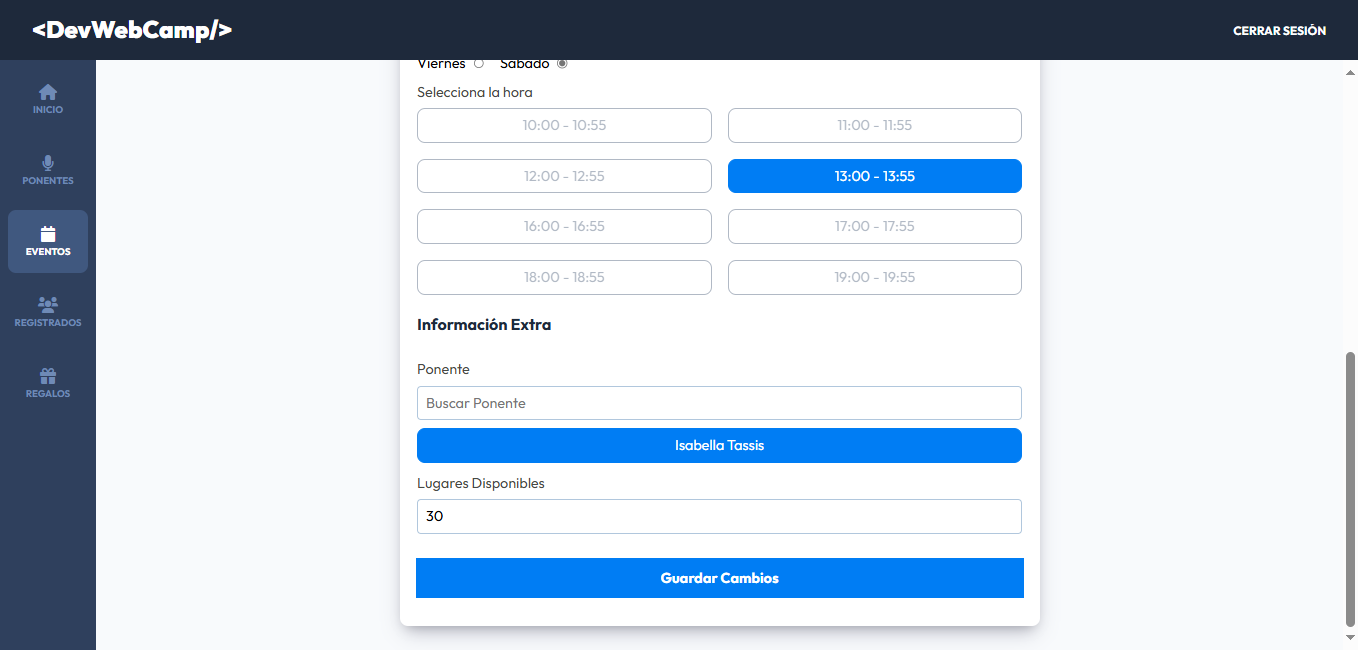 <DevWebCamp/>
CERRAR SESIÓN
INICIO
PONENTES
EVENTOS
REGISTRADOS
REGALOS
Viernes Sábado
Selecciona la hora
10:00 - 10:55 11:00 - 11:55
12:00 - 12:55 13:00 - 13:55
16:00 - 16:55 17:00 - 17:55
18:00 - 18:55 19:00 - 19:55
Información Extra
Ponente
Buscar Ponente
Isabella Tassis
Lugares Disponibles
30
Guardar Cambios